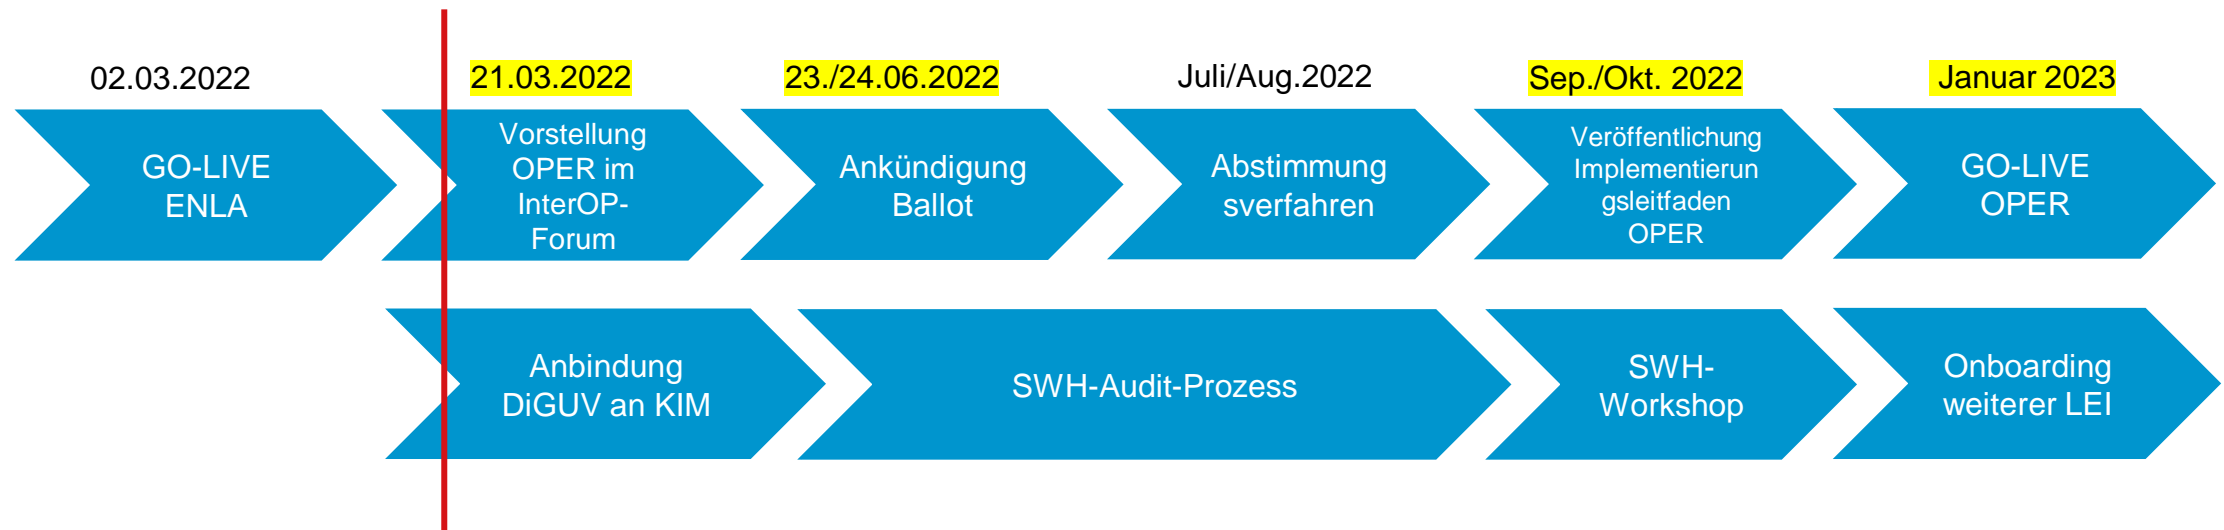 02.03.2022
21.03.2022
23./24.06.2022
Juli/Aug.2022
Sep./Okt. 2022
Januar 2023
GO-LIVE
ENLA
Vorstellung
OPER im
InterOP-
Forum
Ankündigung
Ballot
Abstimmung
sverfahren
Veröffentlichung
Implementierun
gsleitfaden
OPER
GO-LIVE
OPER
Anbindung
DiGUV an KIM
SWH-Audit-Prozess
SWH-
Workshop
Onboarding
weiterer LEI